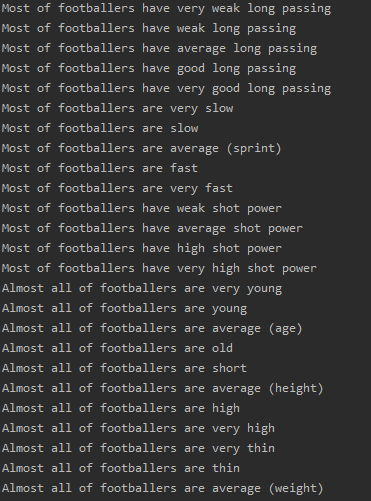 Most of footballers have very weak long passing
Most of footballers have weak long passing
Most of footballers have average long passing
Most of footballers have good long passing
Most of footballers have very good long passing
Most of footballers are very slow
Most of footballers are slow
Most of footballers are average (sprint)
Most of footballers are fast
Most of footballers are very fast
Most of footballers have weak shot power
Most of footballers have average shot power
Most of footballers have high shot power
Most of footballers have very high shot power
Almost all of footballers are very young
Almost all of footballers are young
Almost all of footballers are average (age)
Almost all of footballers are old
Almost all of footballers are short
Almost all of footballers are average (height)
Almost all of footballers are high
Almost all of footballers are very high
Almost all of footballers are very thin
Almost all of footballers are thin
Almost all of footballers are average (weight)